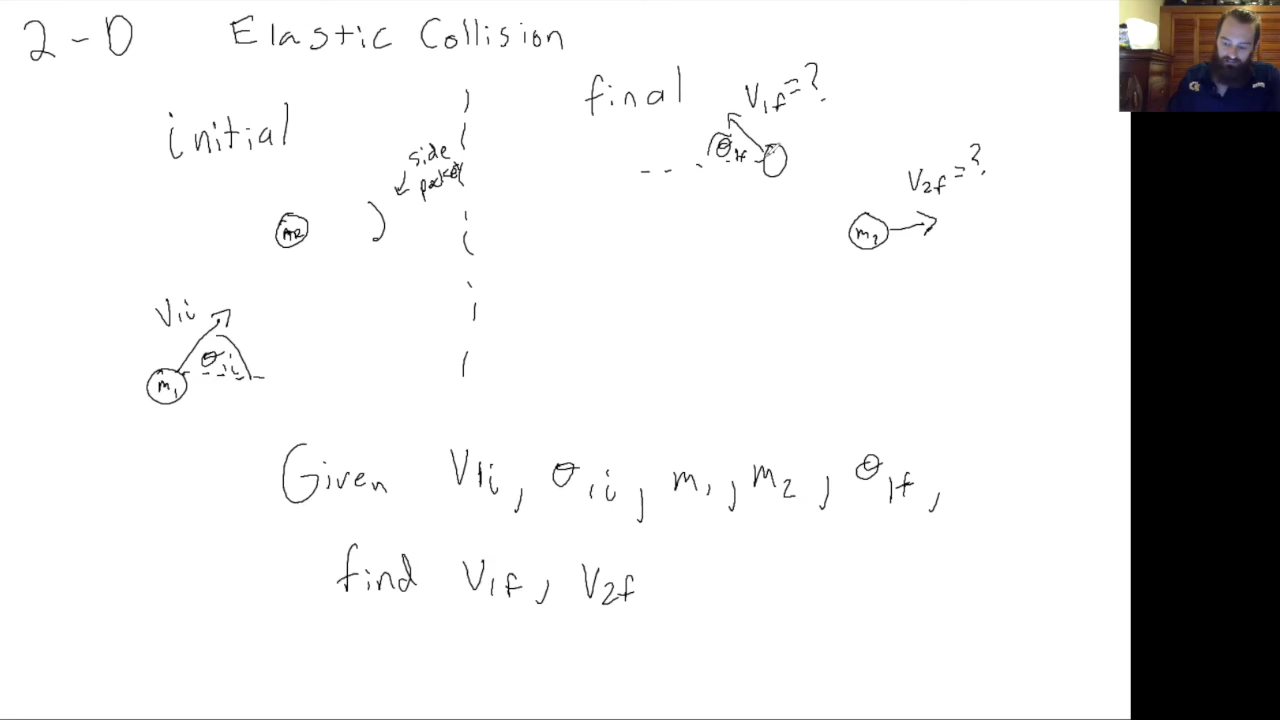 2-D Elastic Collision
initial
final
side
pocket
V1f=?
θ1f
V2f=?
m2
V1i
θ1i
m1
Given V1i, θ1i, m1, m2, θ1f,
find V1f, V2f